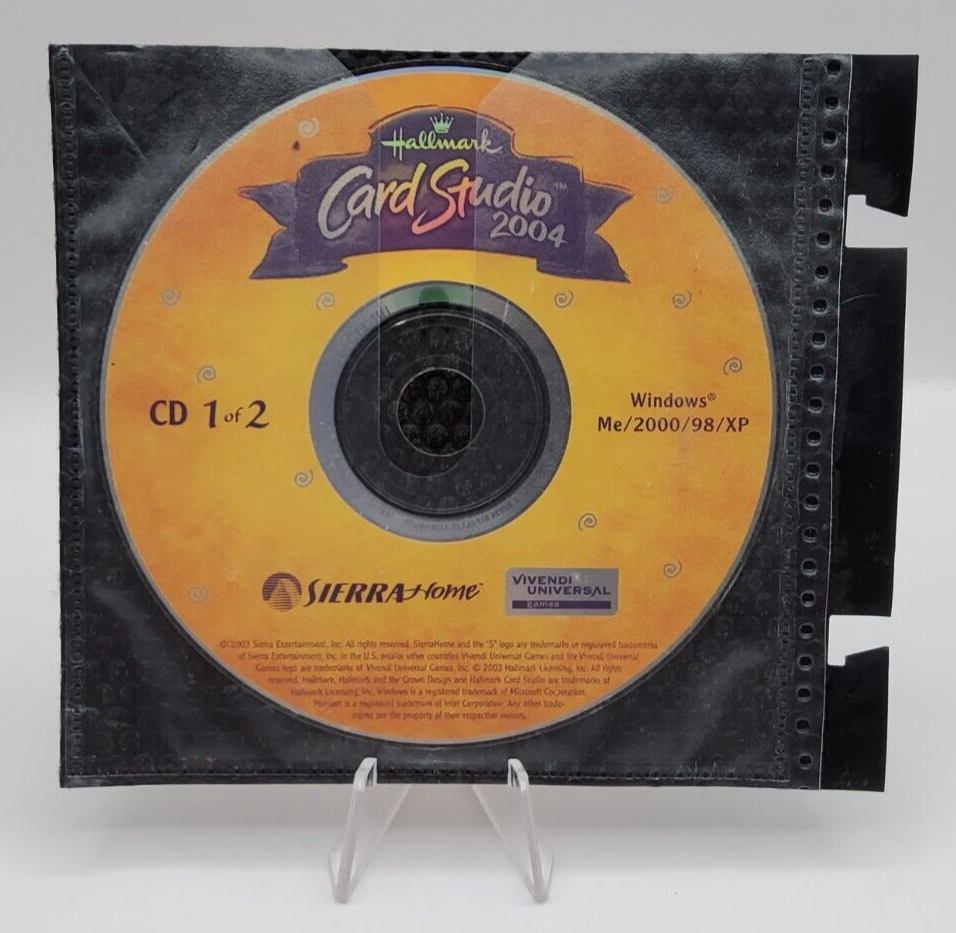 Hallmark
Card Studio™
2004
CD 1 of 2
Windows®
Me/2000/98/XP
SIERRA Home™
VIVENDI
UNIVERSAL
games
©2003 Sierra Entertainment, Inc. All rights reserved. SierraHome and the "S" logo are trademarks or registered trademarks
of Sierra Entertainment, Inc. in the U.S. and/or other countries Vivendi Universal Games and the Vivendi Universal
Games logo are trademarks of Vivendi Universal Games, Inc. © 2003 Hallmark Licensing, Inc. All rights
reserved. Hallmark, Hallmark and the Crown Design and Hallmark Card Studio are trademarks of
Hallmark Licensing, Inc. Windows is a registered trademark of Microsoft Corporation.
Pentium is a registered trademark of Intel Corporation. Any other trade-
marks are the property of their respective owners.